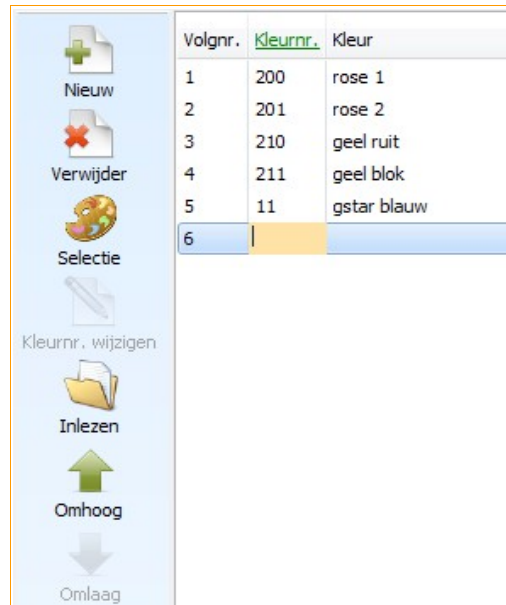 Nieuw
Verwijder
Selectie
Kleurnr. wijzigen
Inlezen
Omhoog
Omlaag
Volgnr. Kleurnr. Kleur
1 200 rose 1
2 201 rose 2
3 210 geel ruit
4 211 geel blok
5 11 gstar blauw
6